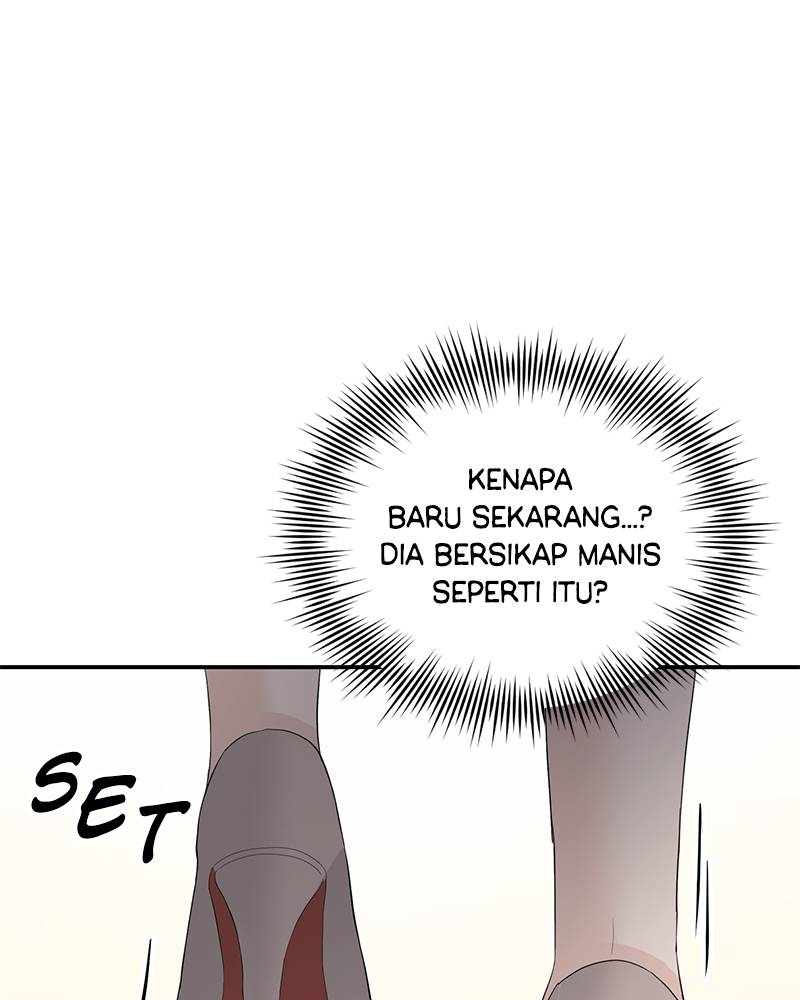 KENAPA
BARU SEKARANG...?
DIA BERSIKAP MANIS
SEPERTI ITU?
SET